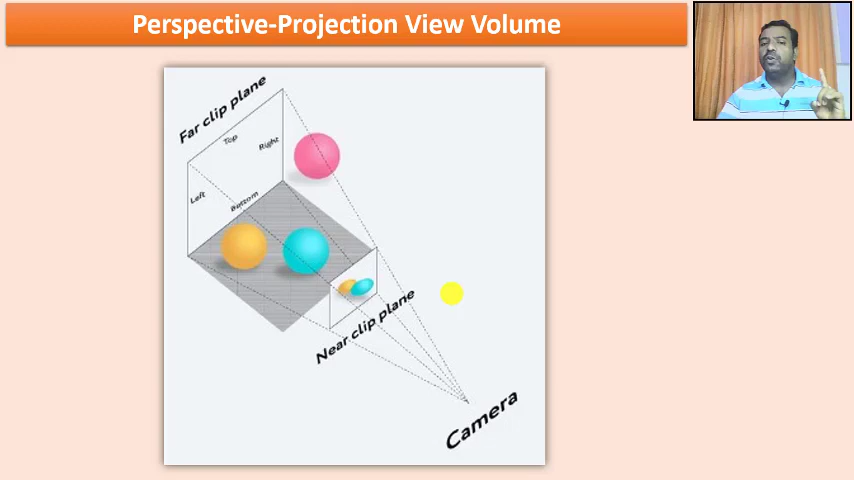 Perspective-Projection View Volume
Far clip plane
Top
Right
Left
Bottom
Near clip plane
Camera